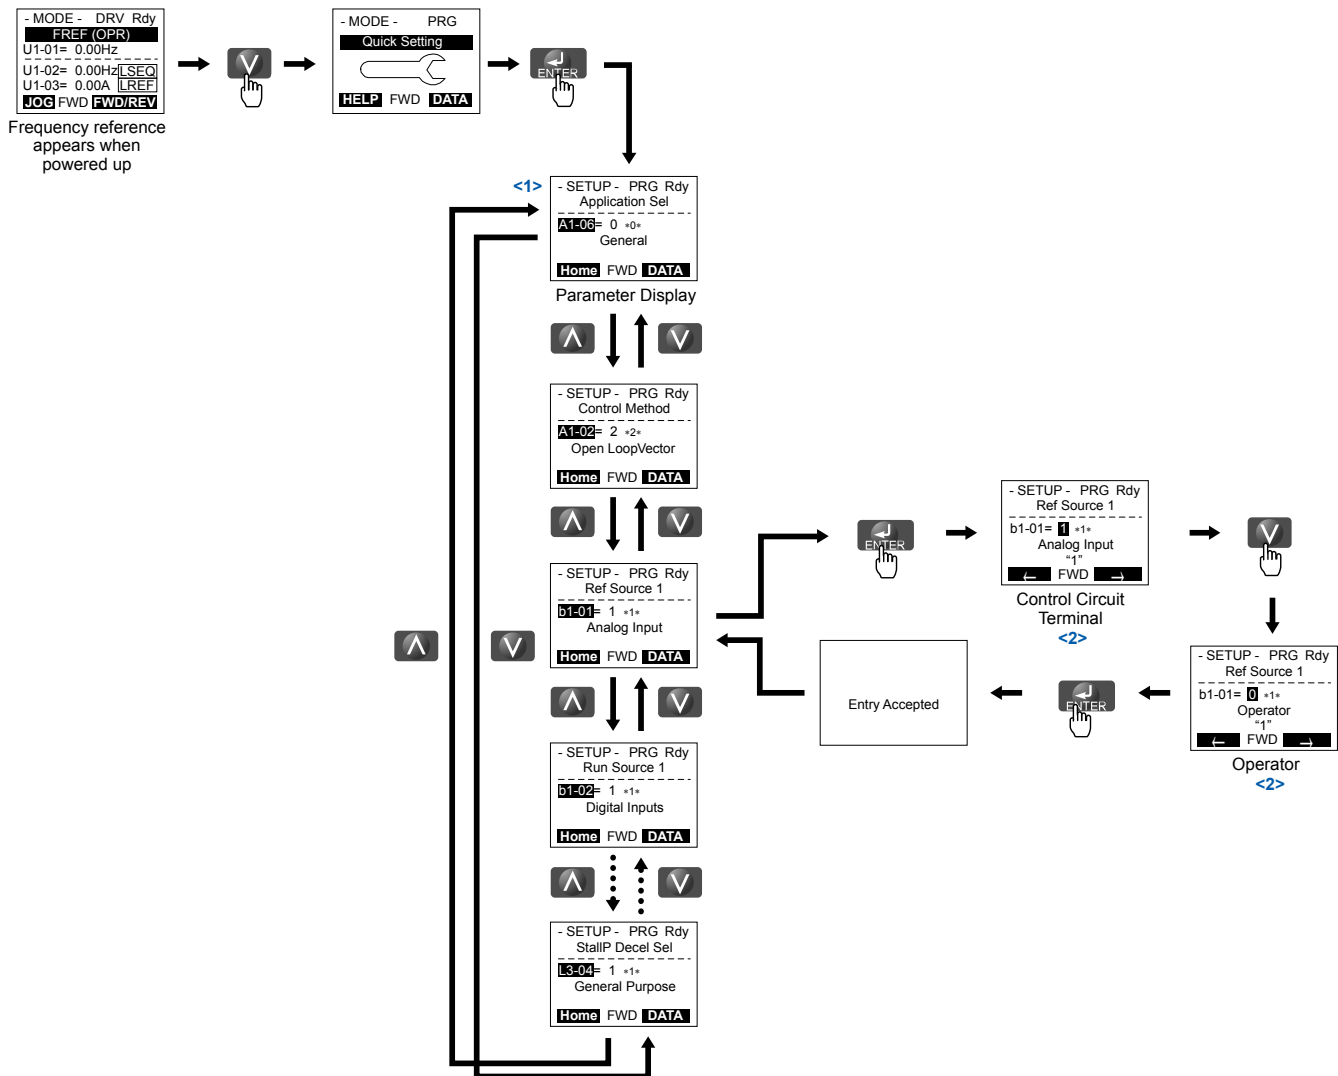 - MODE - DRV Rdy
FREF (OPR)
U1-01= 0.00Hz
U1-02= 0.00Hz LSEQ
U1-03= 0.00A LREF
JOG FWD FWD/REV
Frequency reference
appears when
powered up
- MODE - PRG
Quick Setting
HELP FWD DATA
ENTER
<1>
- SETUP - PRG Rdy
Application Sel
A1-06= 0 *0*
General
Home FWD DATA
Parameter Display
- SETUP - PRG Rdy
Control Method
A1-02= 2 *2*
Open LoopVector
Home FWD DATA
- SETUP - PRG Rdy
Ref Source 1
b1-01= 1 *1*
Analog Input
Home FWD DATA
- SETUP - PRG Rdy
Run Source 1
b1-02= 1 *1*
Digital Inputs
Home FWD DATA
- SETUP - PRG Rdy
StallP Decel Sel
L3-04= 1 *1*
General Purpose
Home FWD DATA
ENTER
- SETUP - PRG Rdy
Ref Source 1
b1-01= 1 *1*
Analog Input
“1”
← FWD →
Control Circuit
Terminal
<2>
- SETUP - PRG Rdy
Ref Source 1
b1-01= 0 *1*
Operator
“1”
← FWD →
Operator
<2>
ENTER
Entry Accepted